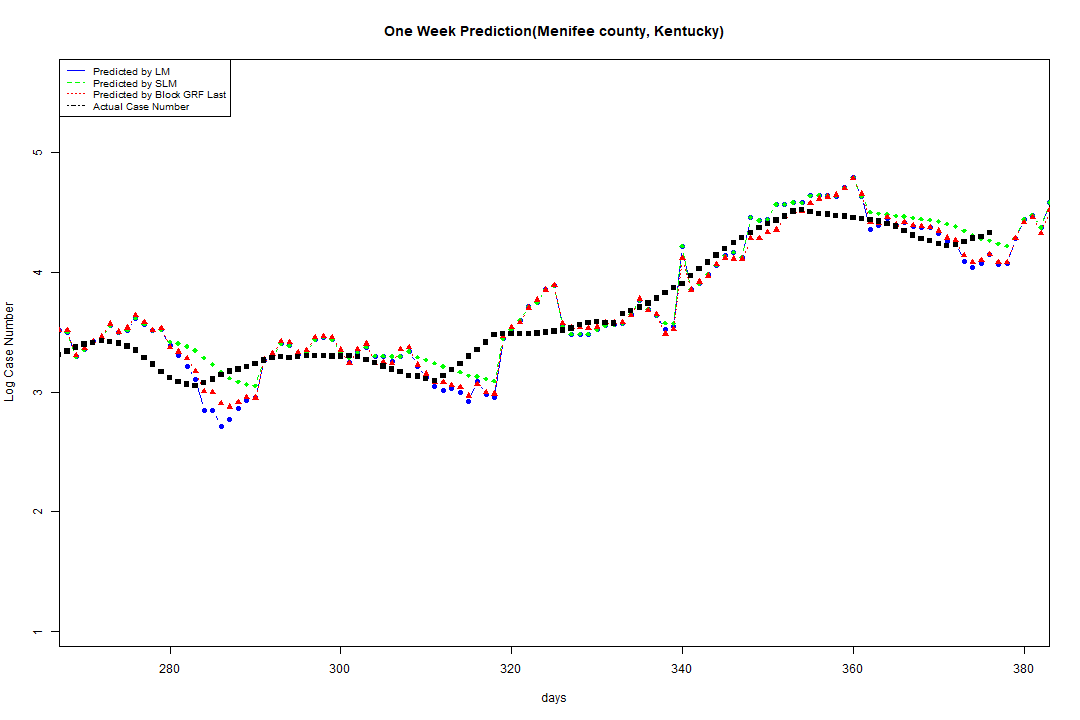 One Week Prediction(Menifee county, Kentucky)
Predicted by LM
Predicted by SLM
Predicted by Block GRF Last
Actual Case Number
5
4
3
2
1
Log Case Number
280 300 320 340 360 380
days